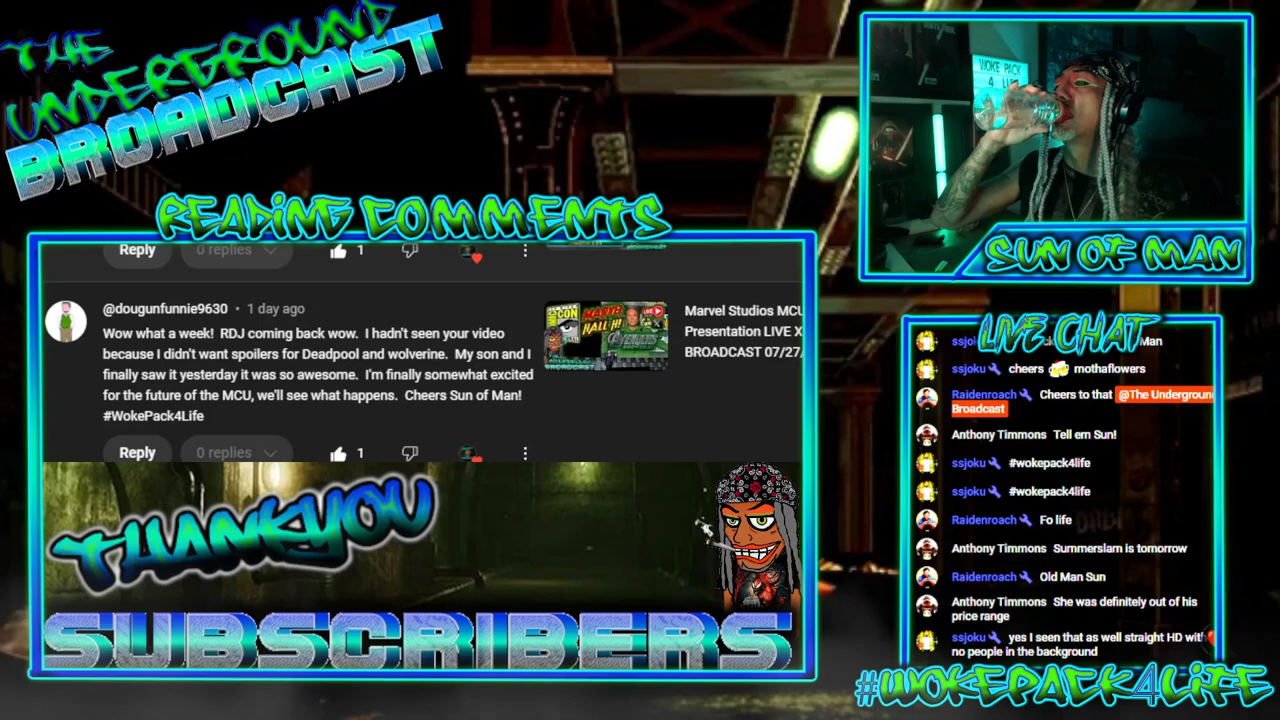 THE
UNDERGROUND
BROADCAST
READING COMMENTS
Reply
0 replies
1
@dougunfunnie9630 • 1 day ago
Wow what a week! RDJ coming back wow. I hadn't seen your video
because I didn't want spoilers for Deadpool and wolverine. My son and I
finally saw it yesterday it was so awesome. I'm finally somewhat excited
for the future of the MCU, we'll see what happens. Cheers Sun of Man!
#WokePack4Life
Marvel Studios MCU
Presentation LIVE X
BROADCAST 07/27/
COMIC
CON
MARVEL
HALL H!
LIVE
Reply
0 replies
1
THANKYOU
SUBSCRIBERS
WOKE PACK
4 LIFE
SUN OF MAN
LIVE CHAT
Man
ssjoku cheers mothaflowers
Raidenroach Cheers to that @The Undergroun
Broadcast
Anthony Timmons Tell em Sun!
ssjoku #wokepack4life
ssjoku #wokepack4life
Raidenroach Fo life
Anthony Timmons Summerslam is tomorrow
Raidenroach Old Man Sun
Anthony Timmons She was definitely out of his
price range
ssjoku yes I seen that as well straight HD with
no people in the background
#WOKEPACK4LIFE